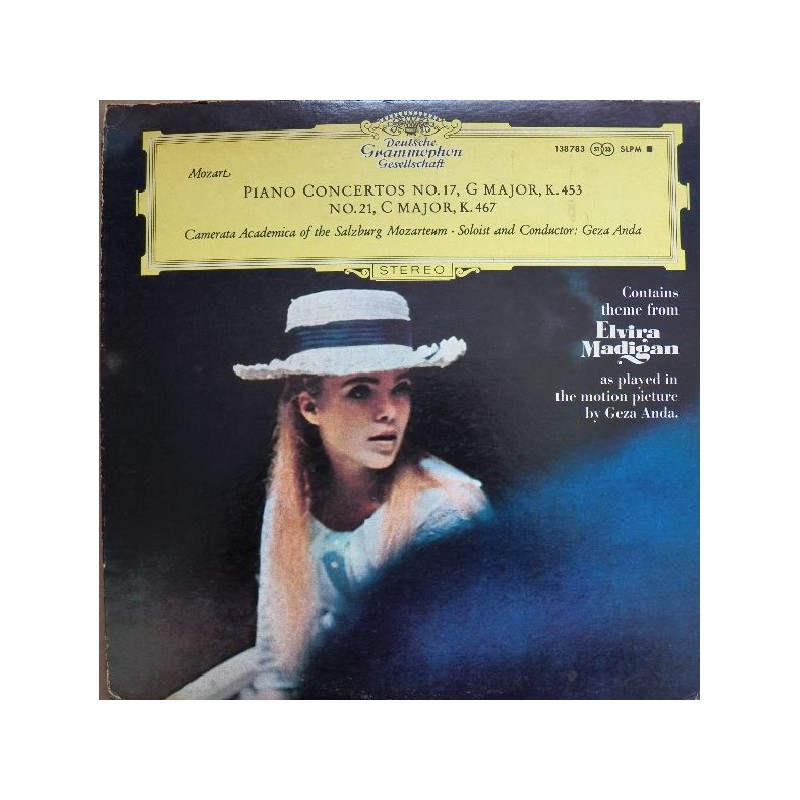 Deutsche
Grammophon
Gesellschaft
138783 ST 33 SLPM ■
Mozart
PIANO CONCERTOS NO. 17, G MAJOR, K. 453
NO. 21, C MAJOR, K. 467
Camerata Academica of the Salzburg Mozarteum · Soloist and Conductor: Geza Anda
STEREO
Contains
theme from
Elvira
Madigan
as played in
the motion picture
by Geza Anda.